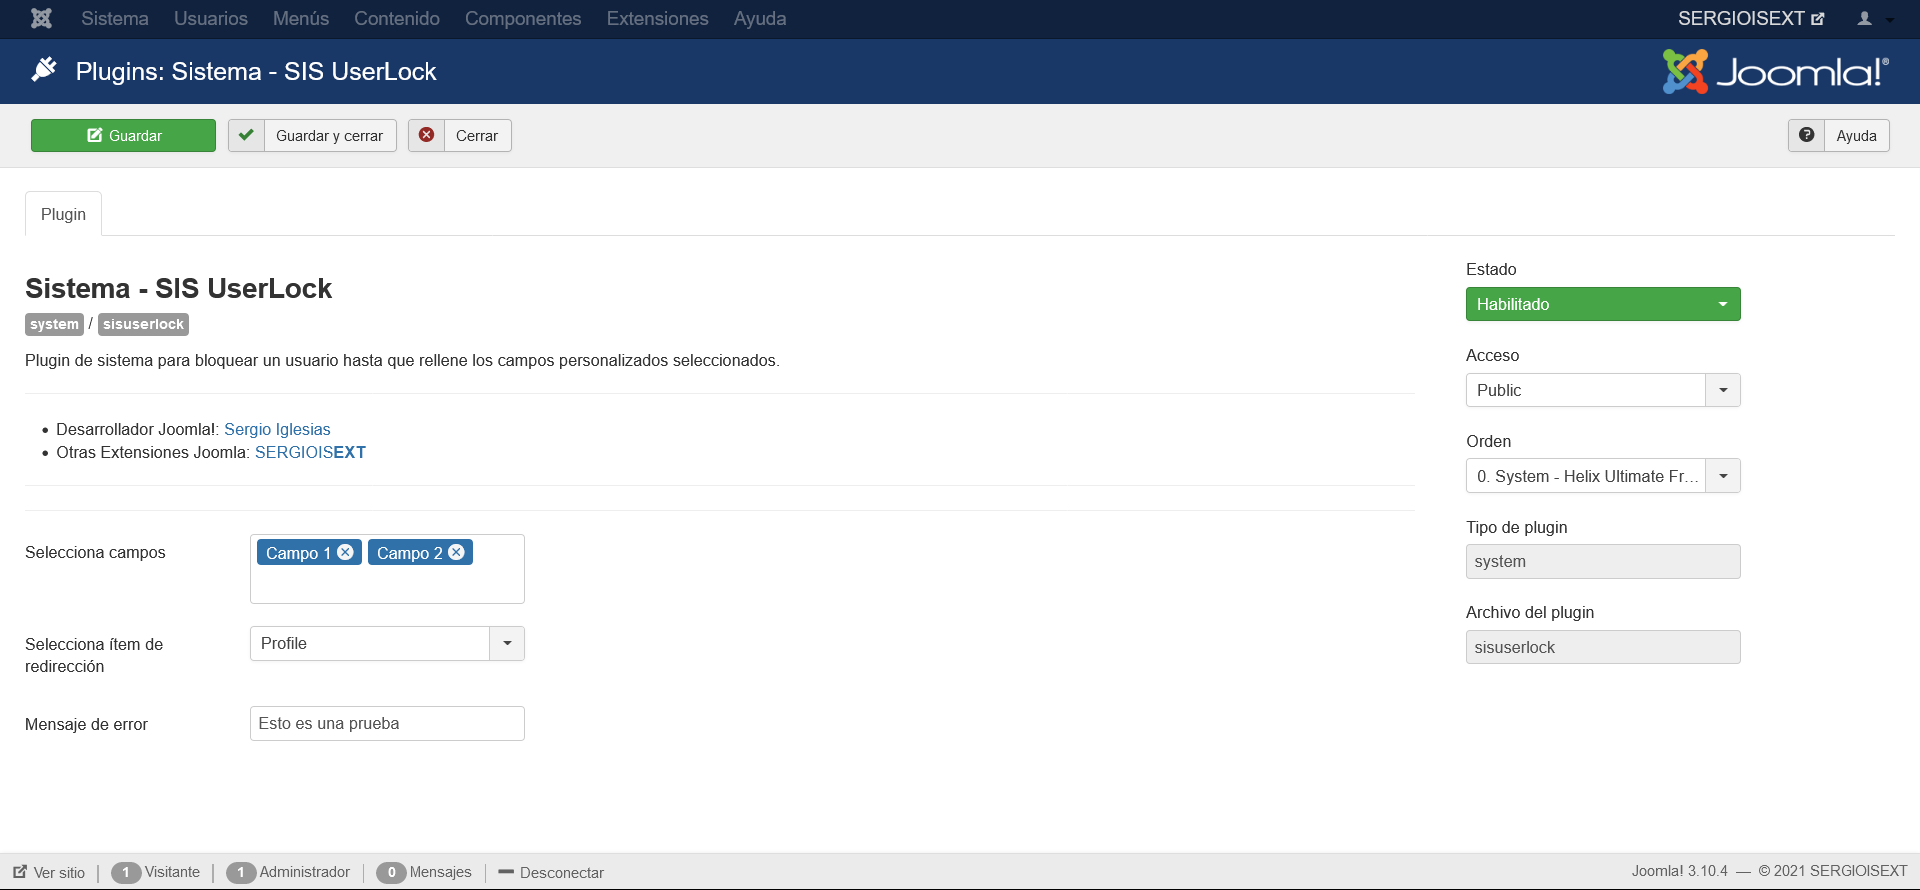 Sistema Usuarios Menús Contenido Componentes Extensiones Ayuda SERGIOISEXT
Plugins: Sistema - SIS UserLock Joomla!®
Guardar Guardar y cerrar Cerrar Ayuda
Plugin
Sistema - SIS UserLock
system / sisuserlock
Plugin de sistema para bloquear un usuario hasta que rellene los campos personalizados seleccionados.
• Desarrollador Joomla!: Sergio Iglesias
• Otras Extensiones Joomla: SERGIOISEXT
Selecciona campos Campo 1 Campo 2
Selecciona ítem de
redirección
Profile
Mensaje de error Esto es una prueba
Estado
Habilitado
Acceso
Public
Orden
0. System - Helix Ultimate Fr...
Tipo de plugin
system
Archivo del plugin
sisuserlock
Ver sitio | 1 Visitante | 1 Administrador | 0 Mensajes | Desconectar Joomla! 3.10.4 — © 2021 SERGIOISEXT